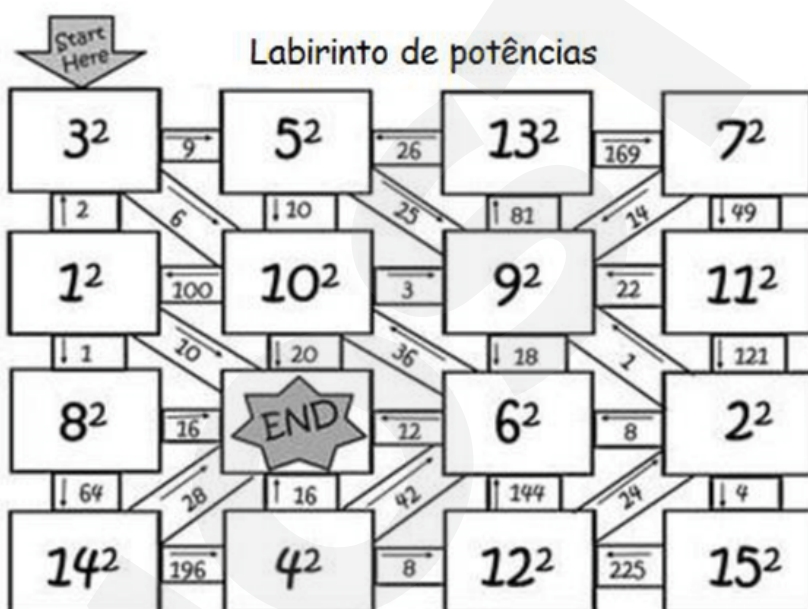 Start
Here
Labirinto de potências
3² 9 5² 26 13² 169 7²
2 6 10 25 81 14 49
1² 100 10² 3 9² 22 11²
1 10 20 36 18 1 121
8² 16 END 12 6² 8 2²
64 28 16 42 144 24 4
14² 196 4² 8 12² 225 15²